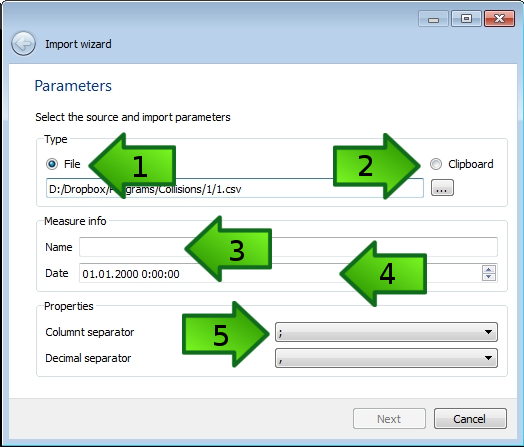 Import wizard
Parameters
Select the source and import parameters
Type
File
1
2
Clipboard
D:/Dropbox/Programs/Collisions/1/1.csv
...
Measure info
Name
3
Date
01.01.2000 0:00:00
4
Properties
Columnt separator
5
;
Decimal separator
,
Next
Cancel